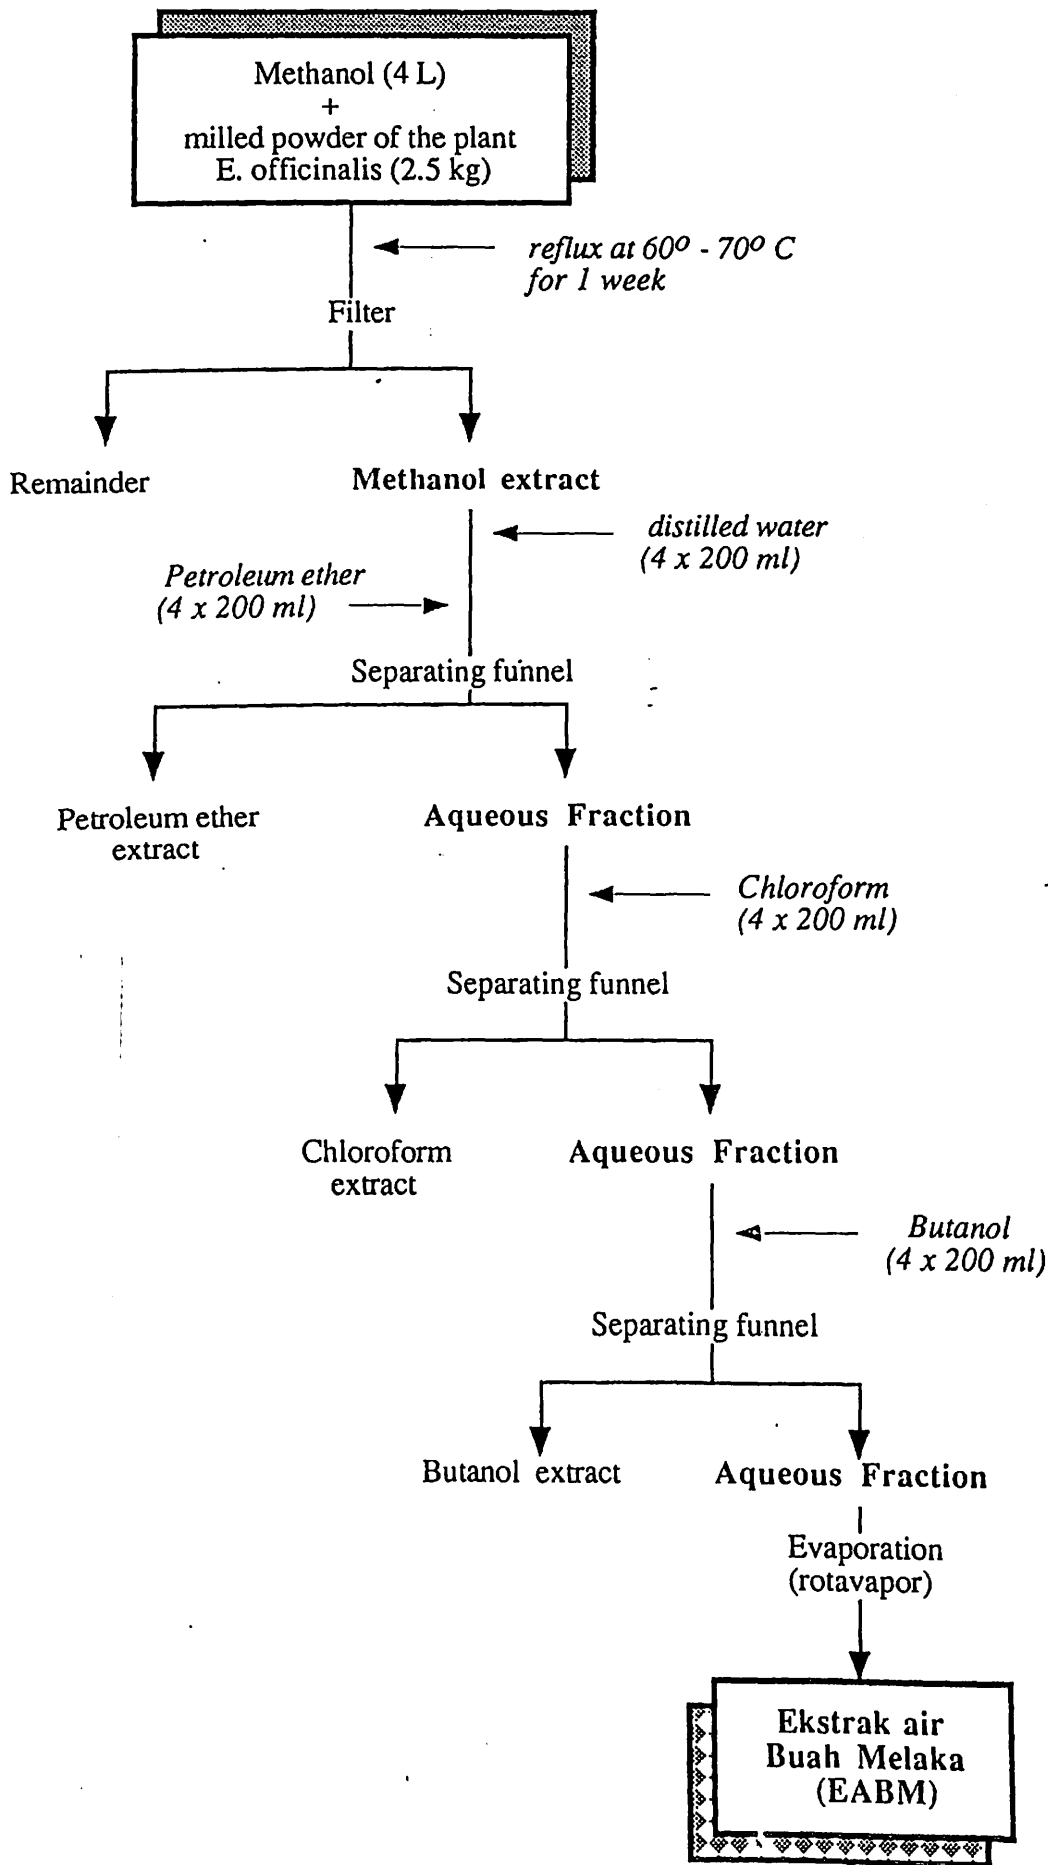 Methanol (4 L)
+
milled powder of the plant
E. officinalis (2.5 kg)
reflux at 60º - 70º C
for 1 week
Filter
Remainder
Methanol extract
distilled water
(4 x 200 ml)
Petroleum ether
(4 x 200 ml)
Separating funnel
Petroleum ether
extract
Aqueous Fraction
Chloroform
(4 x 200 ml)
Separating funnel
Chloroform
extract
Aqueous Fraction
Butanol
(4 x 200 ml)
Separating funnel
Butanol extract
Aqueous Fraction
Evaporation
(rotavapor)
Ekstrak air
Buah Melaka
(EABM)